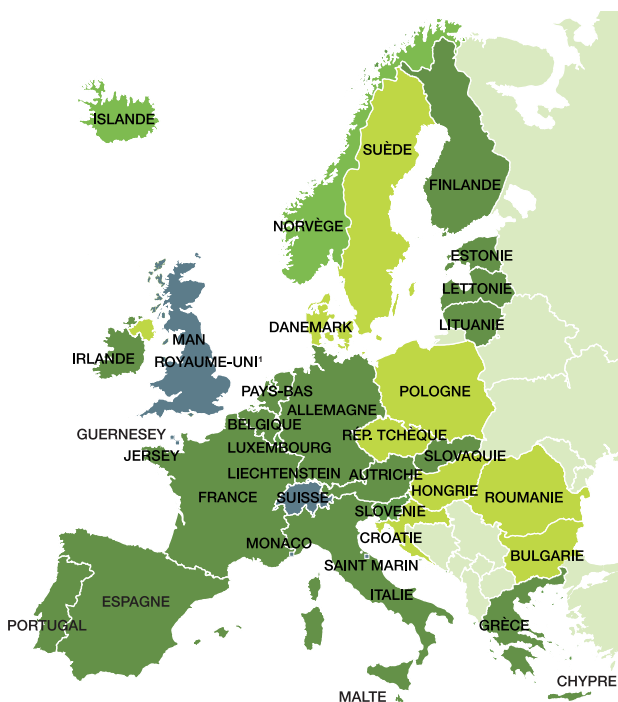 ISLANDE
SUÈDE
FINLANDE
NORVÈGE
ESTONIE
LETTONIE
LITUANIE
DANEMARK
MAN
IRLANDE
ROYAUME-UNI¹
PAYS-BAS
POLOGNE
ALLEMAGNE
BELGIQUE
GUERNESEY
RÉP. TCHÈQUE
JERSEY
LUXEMBOURG
SLOVAQUIE
LIECHTENSTEIN
AUTRICHE
FRANCE
SUISSE
HONGRIE
ROUMANIE
SLOVENIE
CROATIE
MONACO
BULGARIE
SAINT MARIN
ESPAGNE
ITALIE
PORTUGAL
GRÈCE
CHYPRE
MALTE